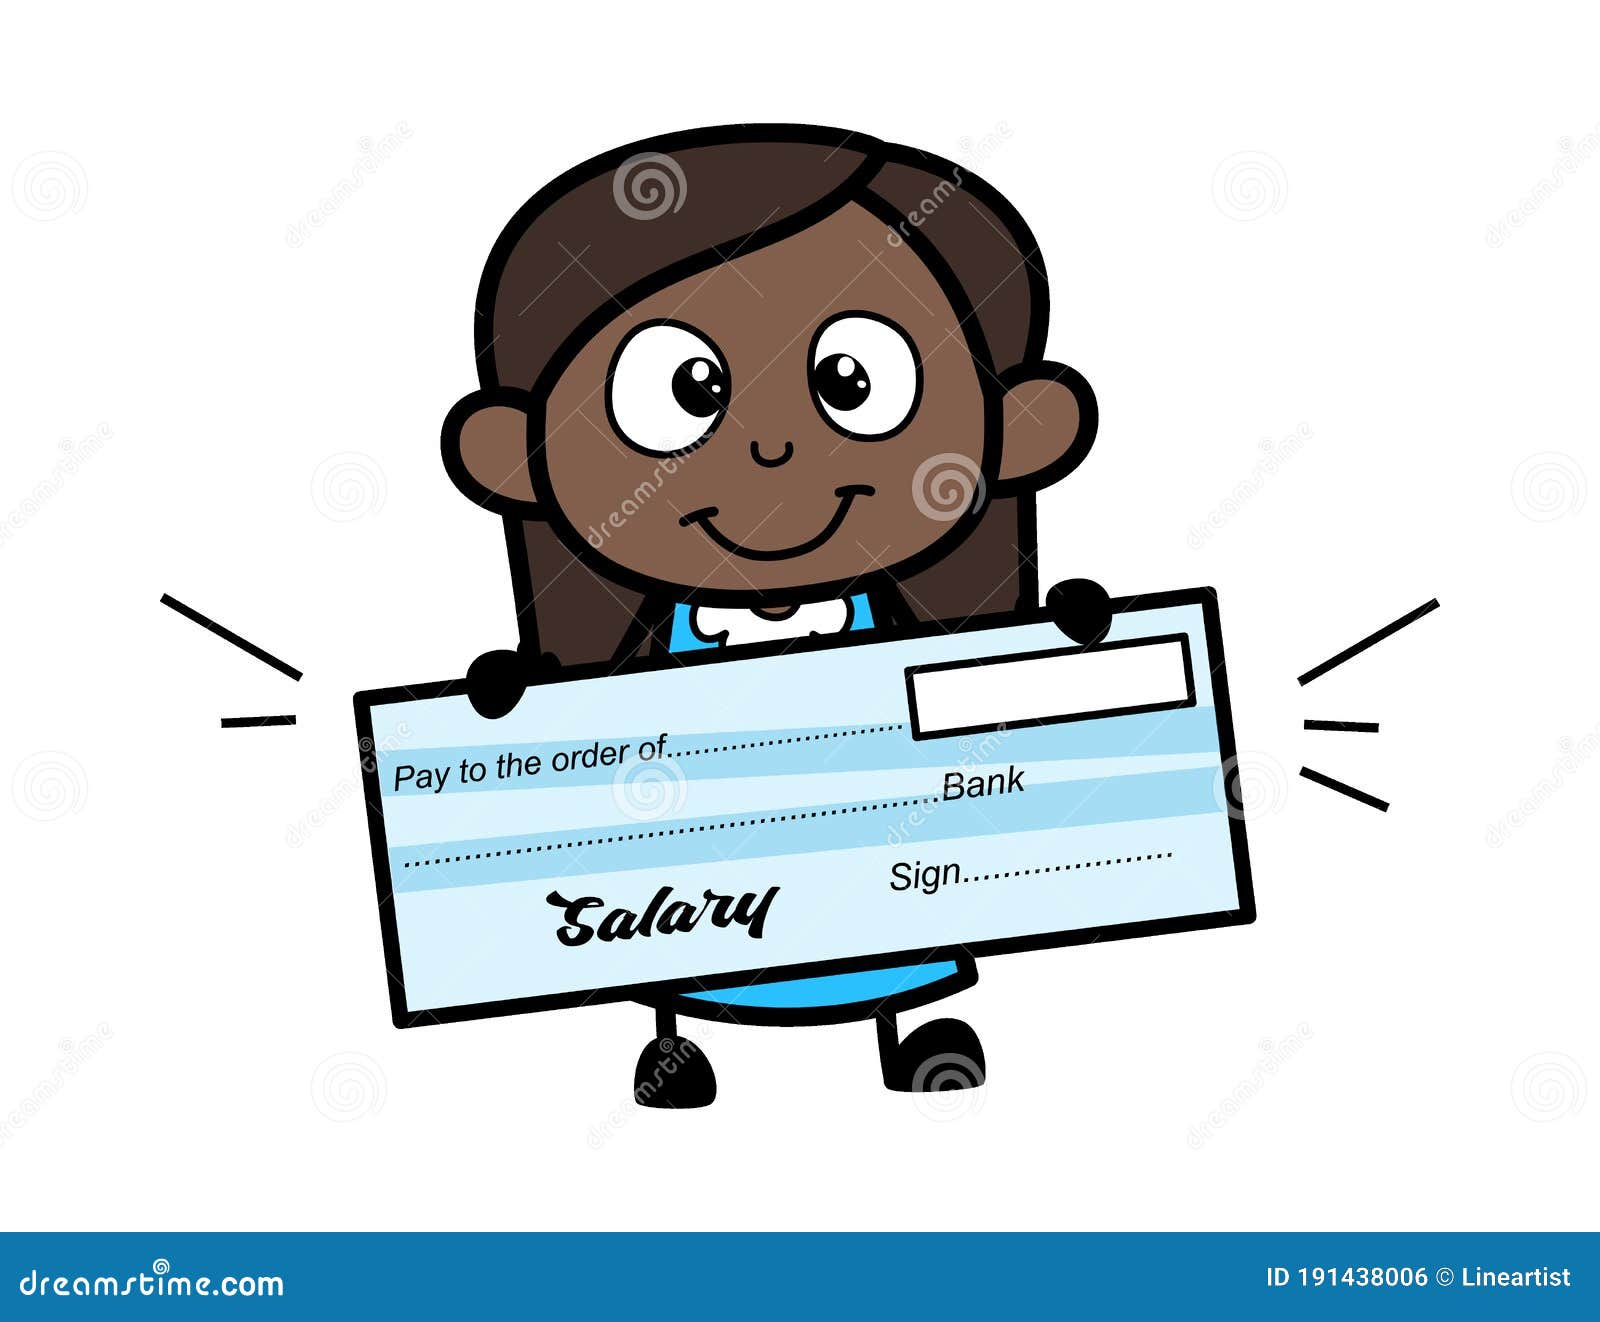 Pay to the order of........................
............................................................Bank
Salary
Sign........................
dreamstime.com
ID 191438006 © Lineartist